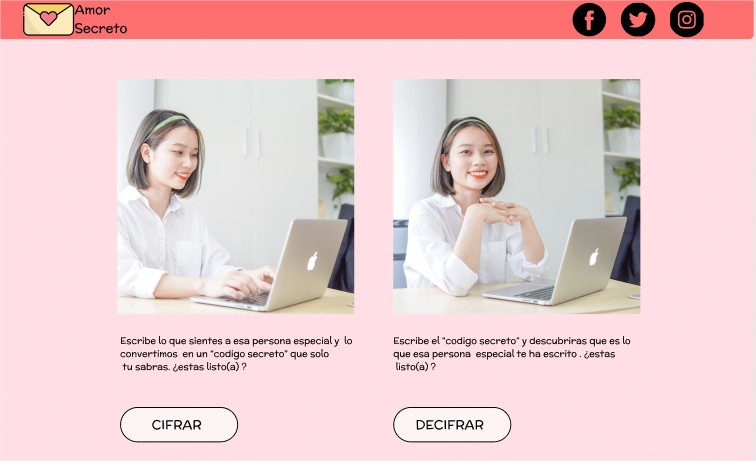 Amor
Secreto
Escribe lo que sientes a esa persona especial y lo
convertimos en un "codigo secreto" que solo
tu sabras. ¿estas listo(a) ?
CIFRAR
Escribe el "codigo secreto" y descubriras que es lo
que esa persona especial te ha escrito . ¿estas
listo(a) ?
DECIFRAR